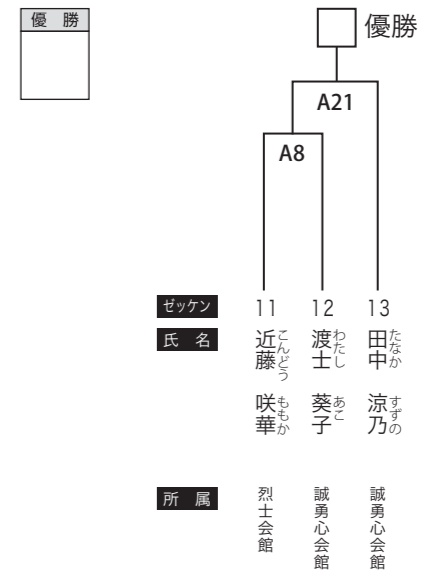 優 勝
優勝
A21
A8
ゼッケン 11 12 13
氏 名
近藤 咲華
こんどう ももか
渡士 葵子
わたし あこ
田中 涼乃
たなか すずの
所 属
烈士会館
誠勇心会館
誠勇心会館